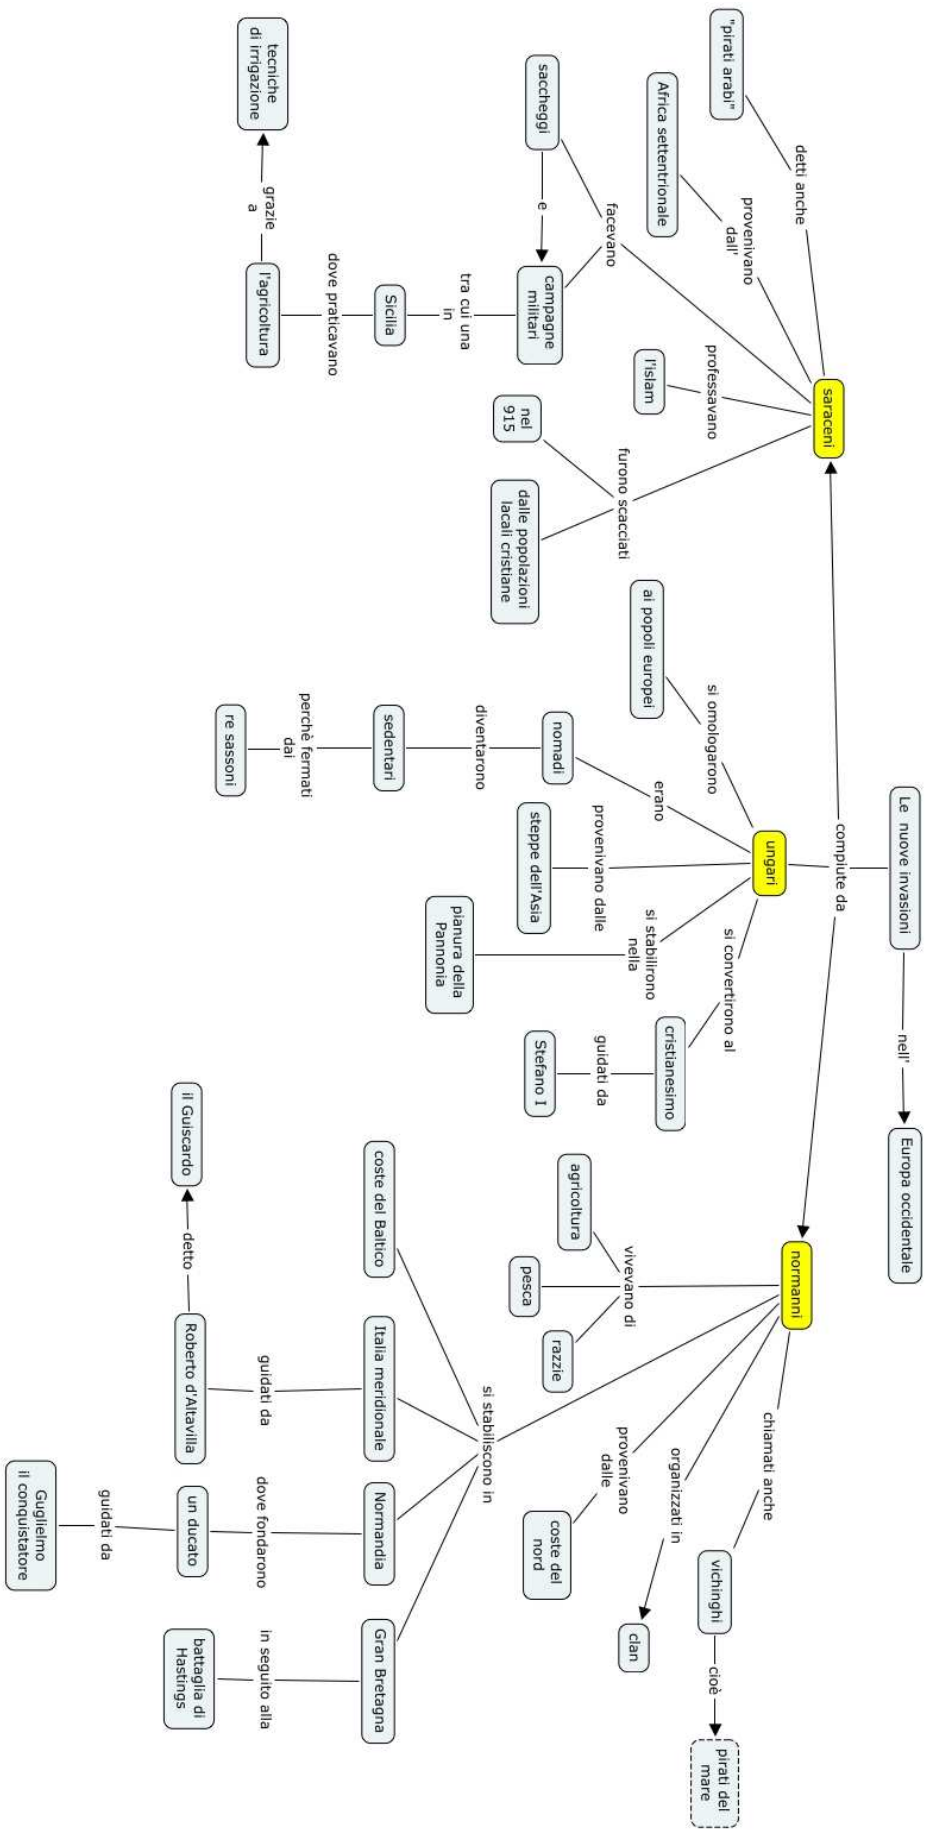 Le nuove invasioni
nell'
Europa occidentale
compiute da
saraceni
ungari
normanni
detti anche
"pirati arabi"
provenivano
dall'
Africa settentrionale
facevano
saccheggi
e
campagne
militari
tra cui una
in
Sicilia
dove praticavano
l'agricoltura
grazie
a
tecniche
di irrigazione
professavano
l'islam
furono scacciati
nel
915
dalle popolazioni
lacali cristiane
si omologarono
ai popoli europei
erano
nomadi
diventarono
sedentari
perchè fermati
dai
re sassoni
provenivano dalle
steppe dell'Asia
si stabilirono
nella
pianura della
Pannonia
si convertirono al
cristianesimo
guidati da
Stefano I
vivevano di
agricoltura
pesca
razzie
si stabiliscono in
coste del Baltico
Italia meridionale
guidati da
Roberto d'Altavilla
detto
il Guiscardo
Normandia
dove fondarono
un ducato
guidati da
Guglielmo
il conquistatore
Gran Bretagna
in seguito alla
battaglia di
Hastings
provenivano
dalle
coste del
nord
organizzati in
clan
chiamati anche
vichinghi
cioè
pirati del
mare